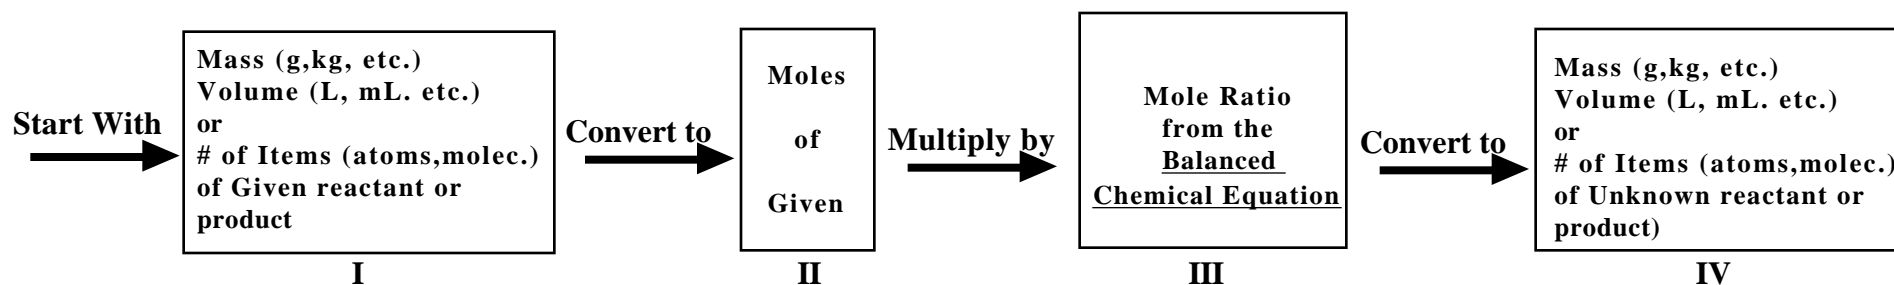 Start With
Mass (g,kg, etc.)
Volume (L, mL. etc.)
or
# of Items (atoms,molec.)
of Given reactant or
product
I
Convert to
Moles
of
Given
II
Multiply by
Mole Ratio
from the
Balanced
Chemical Equation
III
Convert to
Mass (g,kg, etc.)
Volume (L, mL. etc.)
or
# of Items (atoms,molec.)
of Unknown reactant or
product)
IV